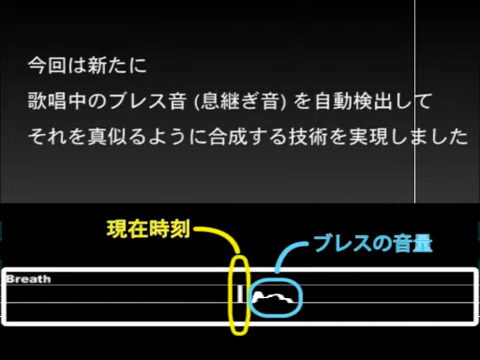 今回は新たに
歌唱中のブレス音 (息継ぎ音) を自動検出して
それを真似るように合成する技術を実現しました
現在時刻
ブレスの音量
Breath